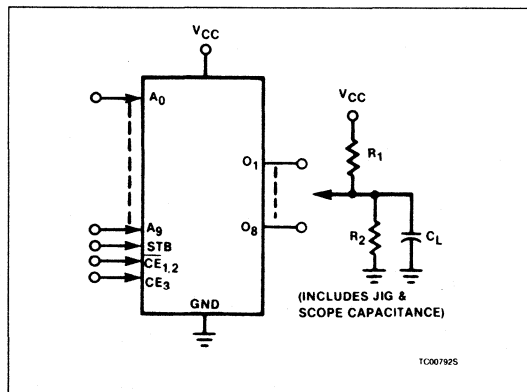 VCC
A0
VCC
R1
O1
A9
O8
STB
R2
CL
CE1,2
CE3
GND
(INCLUDES JIG &
SCOPE CAPACITANCE)
TC00792S